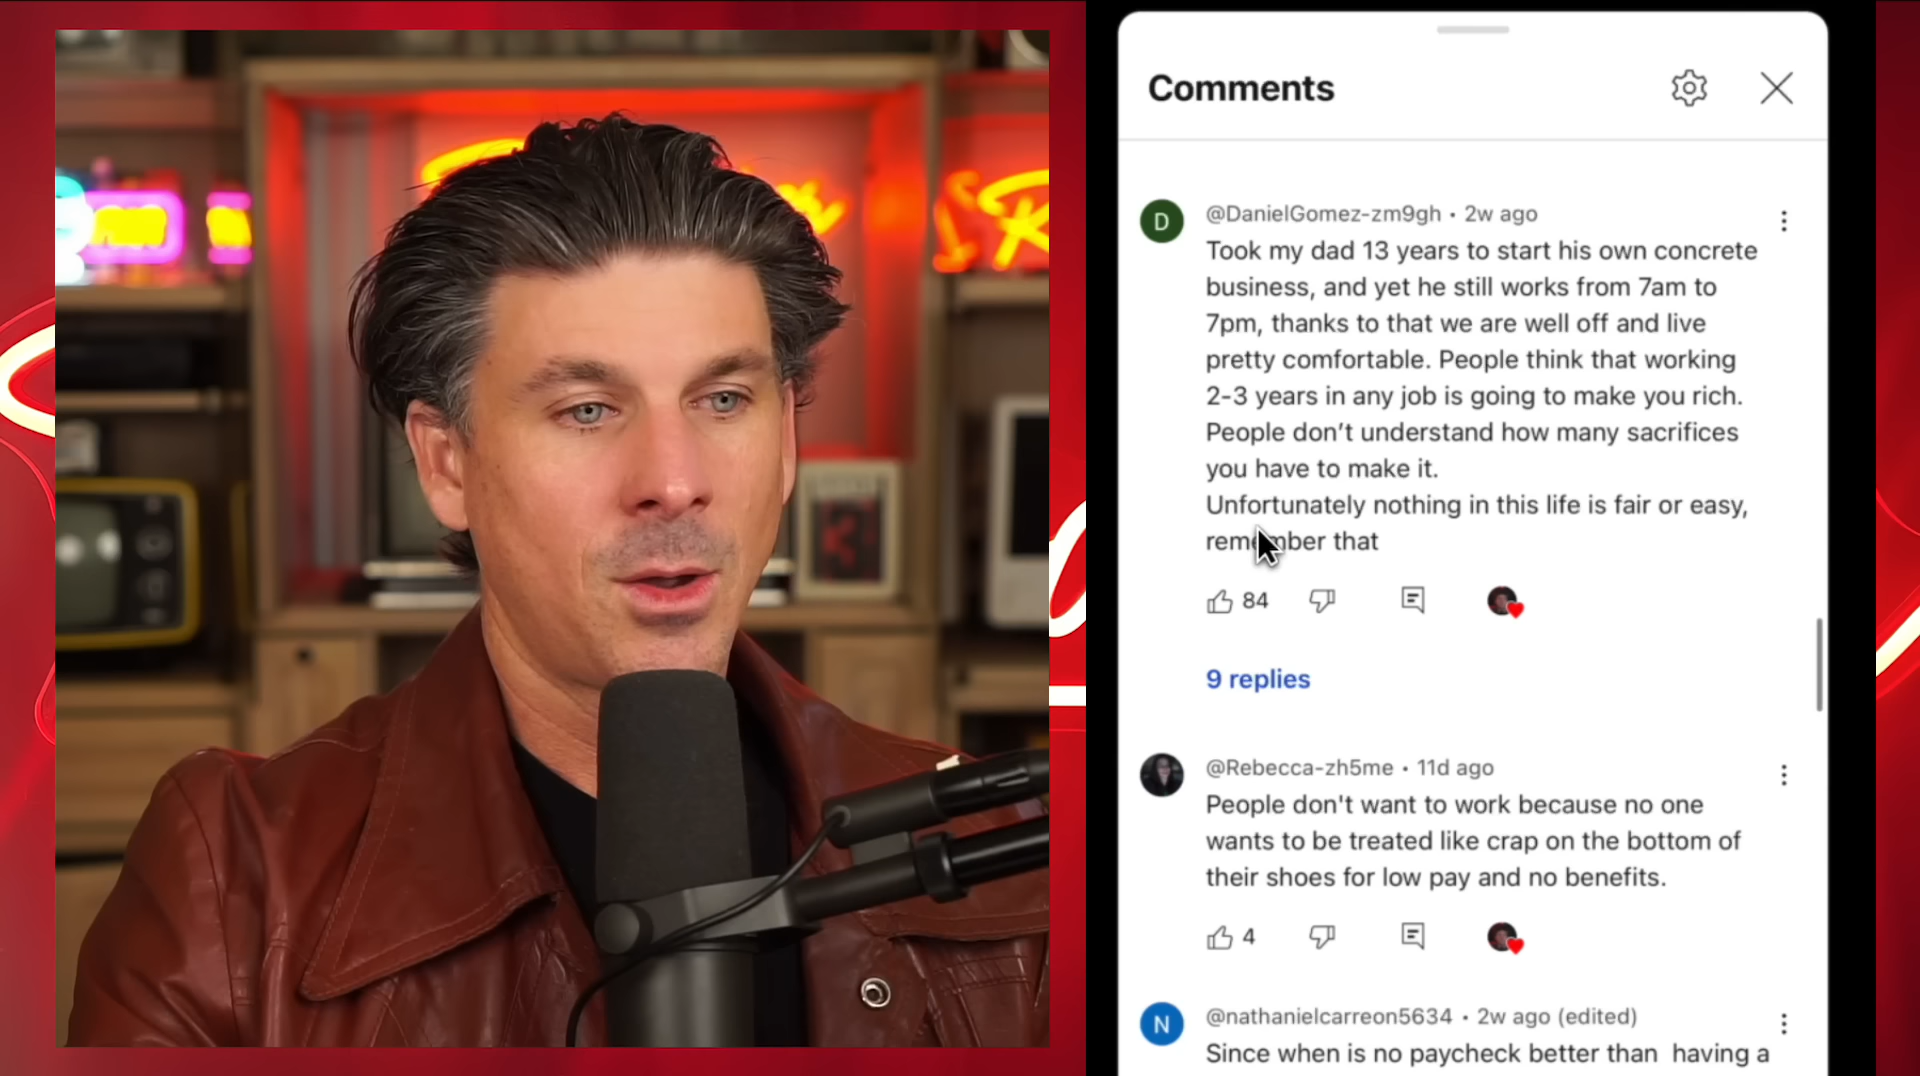 Comments
@DanielGomez-zm9gh • 2w ago
D
Took my dad 13 years to start his own concrete
business, and yet he still works from 7am to
7pm, thanks to that we are well off and live
pretty comfortable. People think that working
2-3 years in any job is going to make you rich.
People don’t understand how many sacrifices
you have to make it.
Unfortunately nothing in this life is fair or easy,
remember that
84
9 replies
@Rebecca-zh5me • 11d ago
People don't want to work because no one
wants to be treated like crap on the bottom of
their shoes for low pay and no benefits.
4
@nathanielcarreon5634 • 2w ago (edited)
N
Since when is no paycheck better than having a